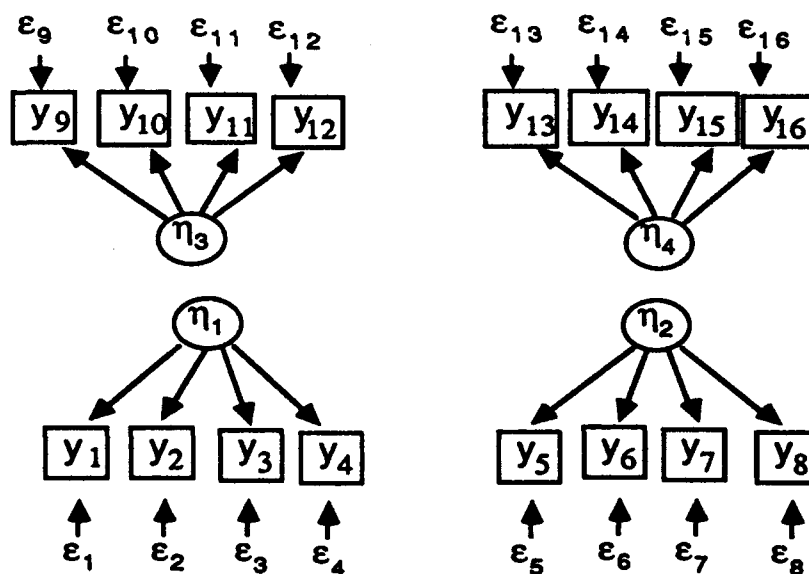 ε9 ε10 ε11 ε12 ε13 ε14 ε15 ε16
y9 y10 y11 y12 y13 y14 y15 y16
η3 η4
η1 η2
y1 y2 y3 y4 y5 y6 y7 y8
ε1 ε2 ε3 ε4 ε5 ε6 ε7 ε8